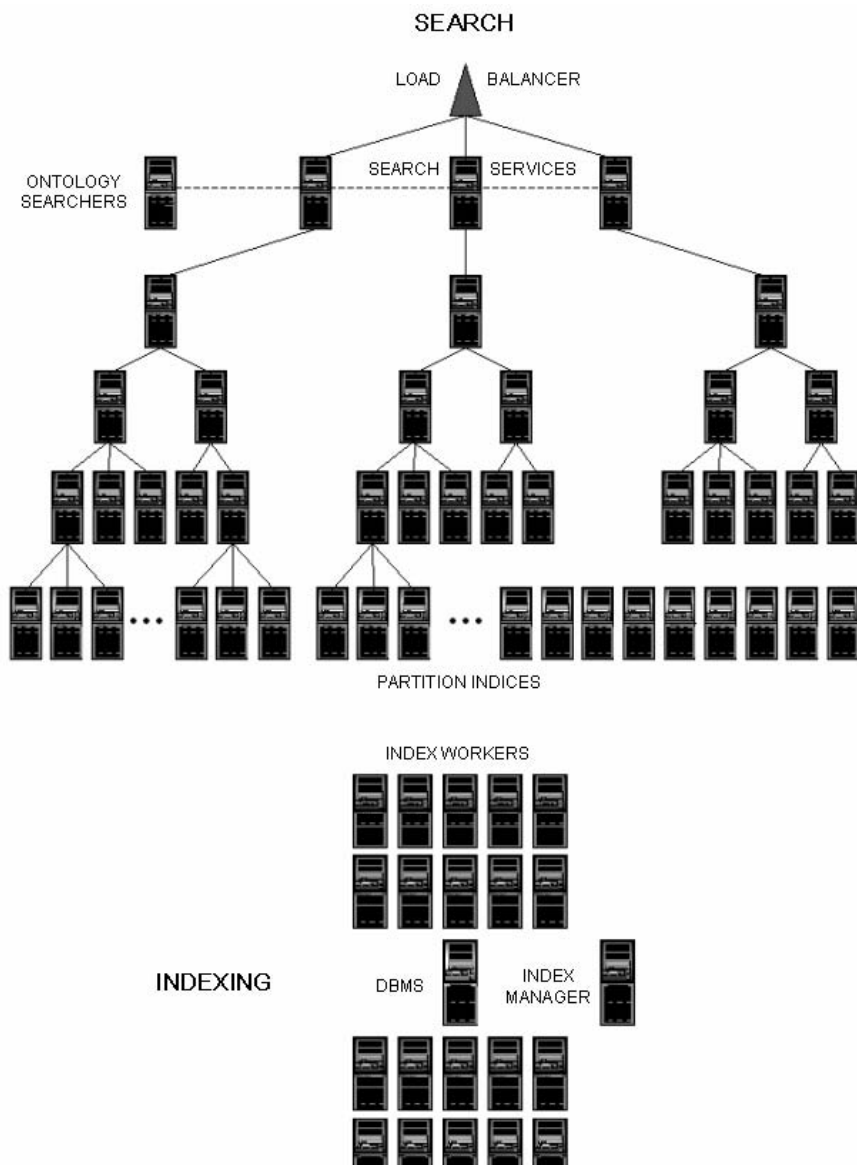 SEARCH
LOAD BALANCER
ONTOLOGY
SEARCHERS
SEARCH SERVICES
PARTITION INDICES
INDEX WORKERS
INDEXING
DBMS
INDEX
MANAGER